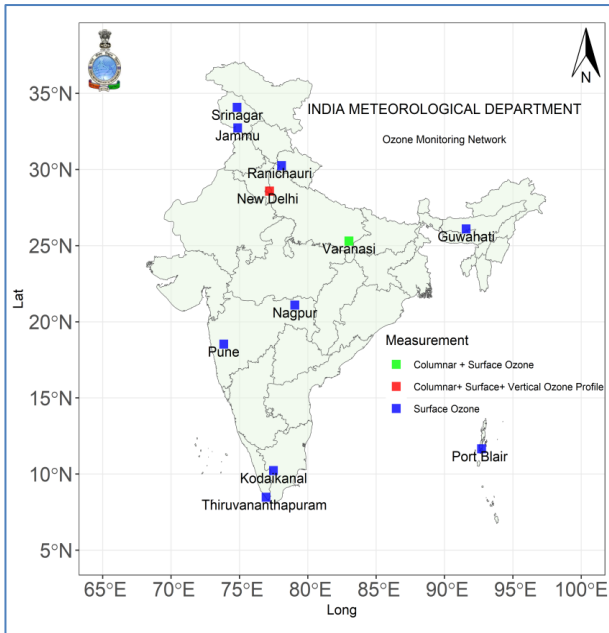 N
INDIA METEOROLOGICAL DEPARTMENT
Ozone Monitoring Network
Srinagar
Jammu
Ranichauri
New Delhi
Varanasi
Guwahati
Nagpur
Pune
Kodaikanal
Thiruvananthapuram
Port Blair
Measurement
Columnar + Surface Ozone
Columnar+ Surface+ Vertical Ozone Profile
Surface Ozone
Lat
35°N
30°N
25°N
20°N
15°N
10°N
5°N
65°E 70°E 75°E 80°E 85°E 90°E 95°E 100°E
Long